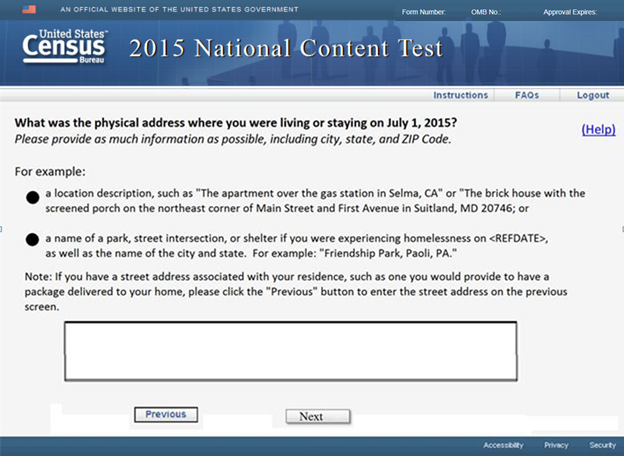 AN OFFICIAL WEBSITE OF THE UNITED STATES GOVERNMENT
Form Number: OMB No.: Approval Expires:
United States™
Census
Bureau
2015 National Content Test
Instructions FAQs Logout
What was the physical address where you were living or staying on July 1, 2015?
Please provide as much information as possible, including city, state, and ZIP Code.
(Help)
For example:
a location description, such as "The apartment over the gas station in Selma, CA" or "The brick house with the
screened porch on the northeast corner of Main Street and First Avenue in Suitland, MD 20746; or
a name of a park, street intersection, or shelter if you were experiencing homelessness on <REFDATE>,
as well as the name of the city and state.  For example: "Friendship Park, Paoli, PA."
Note: If you have a street address associated with your residence, such as one you would provide to have a
package delivered to your home, please click the "Previous" button to enter the street address on the previous
screen.
Previous Next
Accessibility Privacy Security